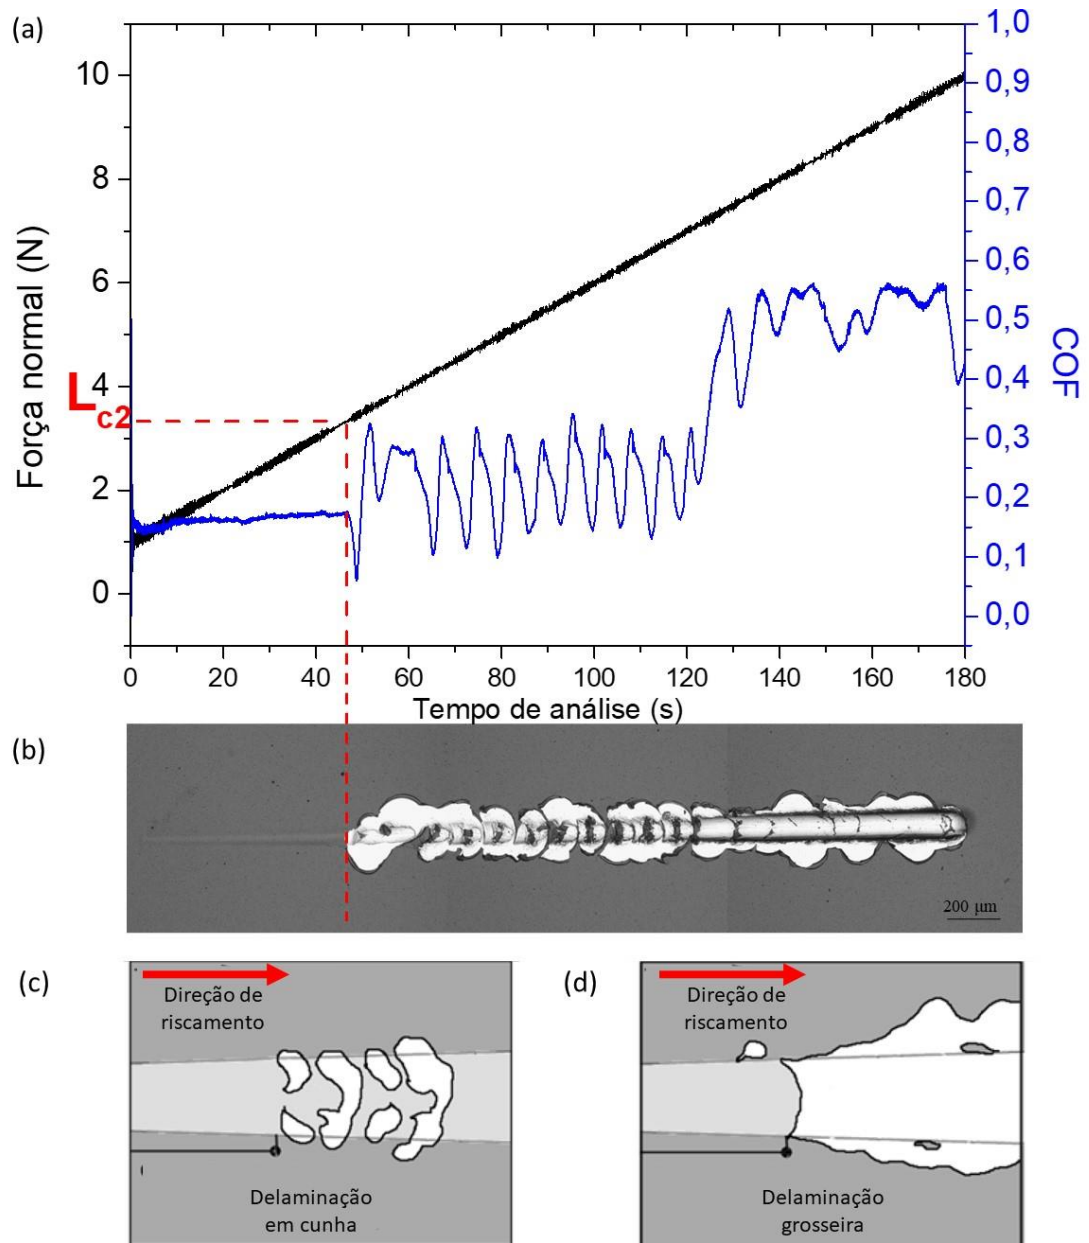 (a)
Força normal (N)
10
8
6
4
2
0
L c2
1,0
0,9
0,8
0,7
0,6
0,5
0,4
0,3
0,2
0,1
0,0
COF
0 20 40 60 80 100 120 140 160 180
Tempo de análise (s)
(b)
200 µm
(c)
Direção de
riscamento
Delaminação
em cunha
(d)
Direção de
riscamento
Delaminação
grosseira